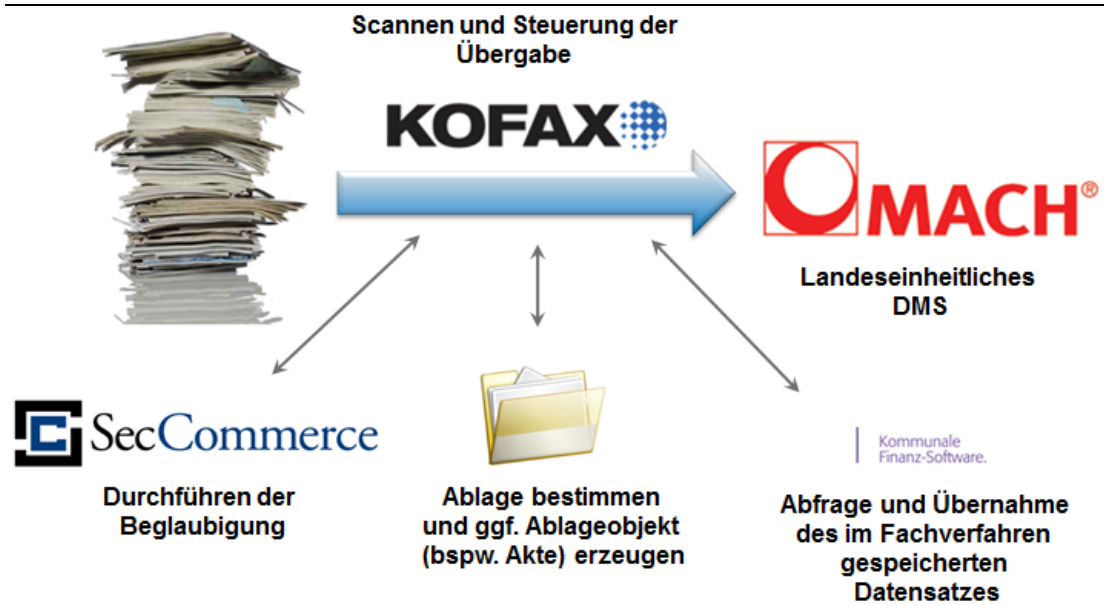 Scannen und Steuerung der
Übergabe
KOFAX
MACH®
Landeseinheitliches
DMS
SecCommerce
Durchführen der
Beglaubigung
Ablage bestimmen
und ggf. Ablageobjekt
(bspw. Akte) erzeugen
Kommunale
Finanz-Software.
Abfrage und Übernahme
des im Fachverfahren
gespeicherten
Datensatzes